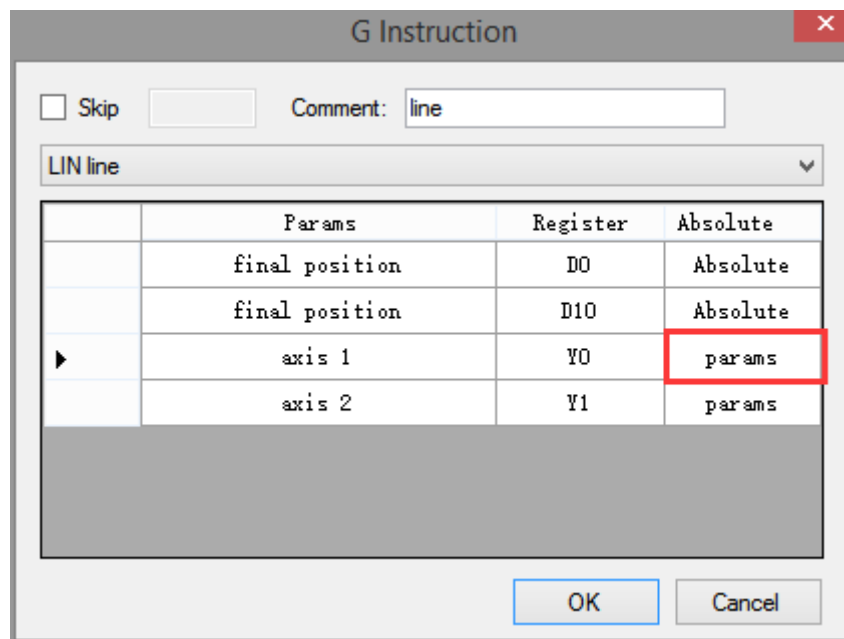 G Instruction
Skip Comment: line
LIN line
Params Register Absolute
final position D0 Absolute
final position D10 Absolute
axis 1 Y0 params
axis 2 Y1 params
OK Cancel